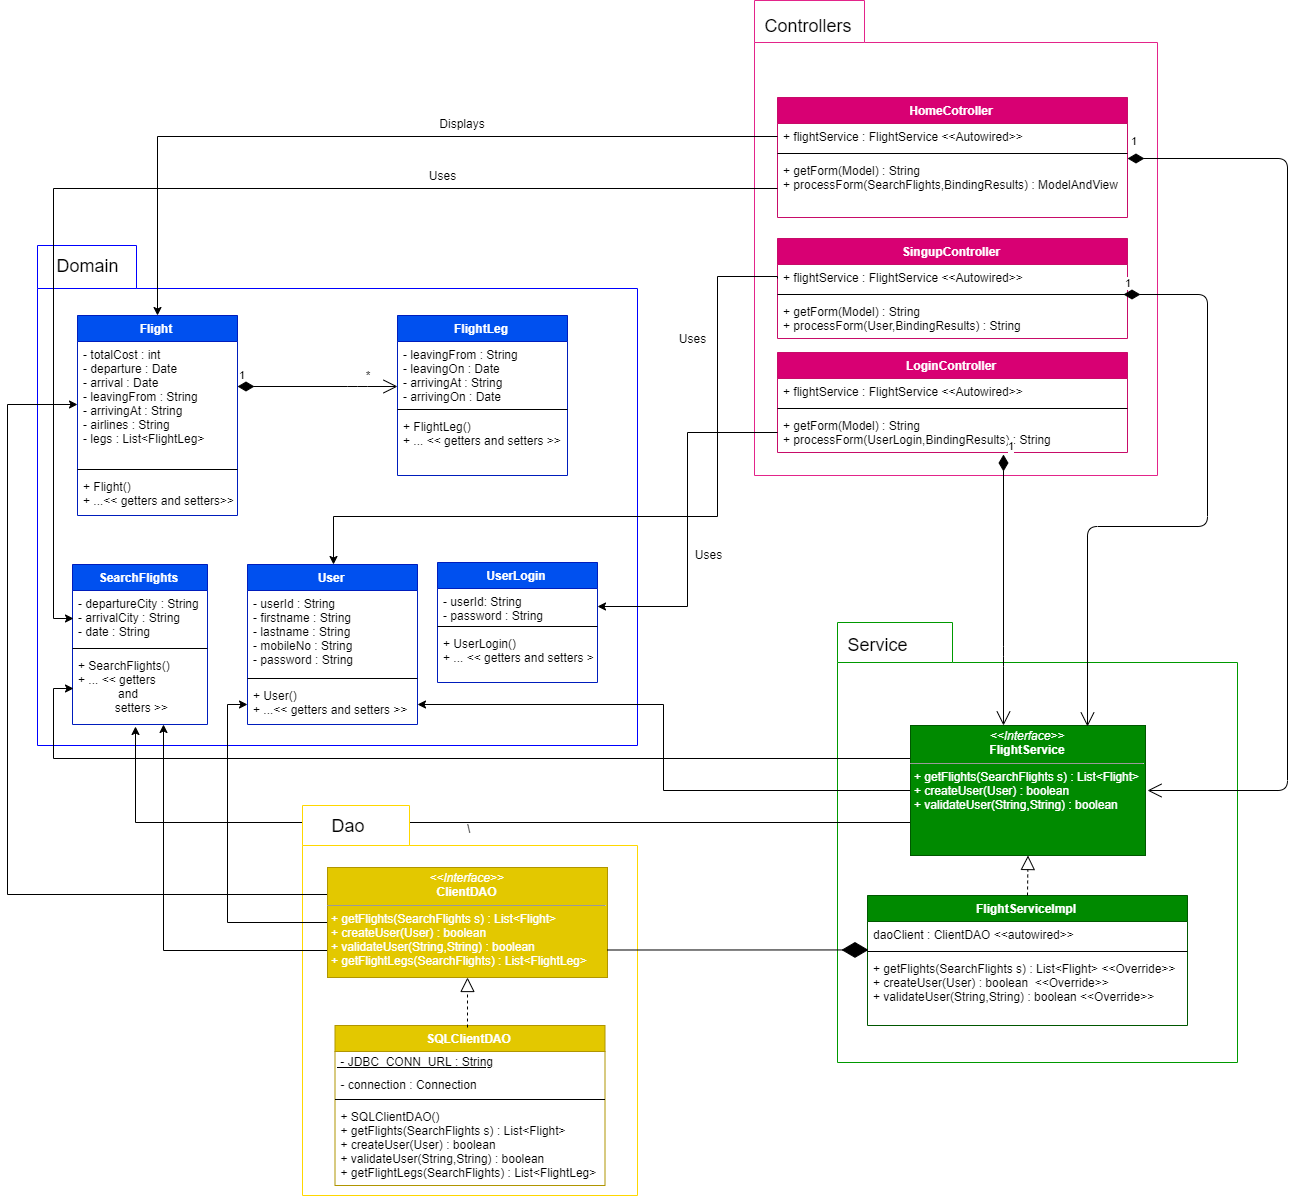 Controllers
HomeCotroller
+ flightService : FlightService <<Autowired>>
+ getForm(Model) : String
+ processForm(SearchFlights,BindingResults) : ModelAndView
1
Displays
Uses
SingupController
+ flightService : FlightService <<Autowired>>
+ getForm(Model) : String
+ processForm(User,BindingResults) : String
1
Uses
LoginController
+ flightService : FlightService <<Autowired>>
+ getForm(Model) : String
+ processForm(UserLogin,BindingResults) : String
1
Uses
Domain
Flight
- totalCost : int
- departure : Date
- arrival : Date
- leavingFrom : String
- arrivingAt : String
- airlines : String
- legs : List<FlightLeg>
+ Flight()
+ ...<< getters and setters>>
1
*
FlightLeg
- leavingFrom : String
- leavingOn : Date
- arrivingAt : String
- arrivingOn : Date
+ FlightLeg()
+ ... << getters and setters >>
SearchFlights
- departureCity : String
- arrivalCity : String
- date : String
+ SearchFlights()
+ ... << getters
and
setters >>
User
- userId : String
- firstname : String
- lastname : String
- mobileNo : String
- password : String
+ User()
+ ...<< getters and setters >>
UserLogin
- userId: String
- password : String
+ UserLogin()
+ ... << getters and setters >
Service
<<Interface>>
FlightService
+ getFlights(SearchFlights s) : List<Flight>
+ createUser(User) : boolean
+ validateUser(String,String) : boolean
FlightServiceImpl
daoClient : ClientDAO <<autowired>>
+ getFlights(SearchFlights s) : List<Flight> <<Override>>
+ createUser(User) : boolean <<Override>>
+ validateUser(String,String) : boolean <<Override>>
Dao
\
<<Interface>>
ClientDAO
+ getFlights(SearchFlights s) : List<Flight>
+ createUser(User) : boolean
+ validateUser(String,String) : boolean
+ getFlightLegs(SearchFlights) : List<FlightLeg>
SQLClientDAO
- JDBC_CONN_URL : String
- connection : Connection
+ SQLClientDAO()
+ getFlights(SearchFlights s) : List<Flight>
+ createUser(User) : boolean
+ validateUser(String,String) : boolean
+ getFlightLegs(SearchFlights) : List<FlightLeg>